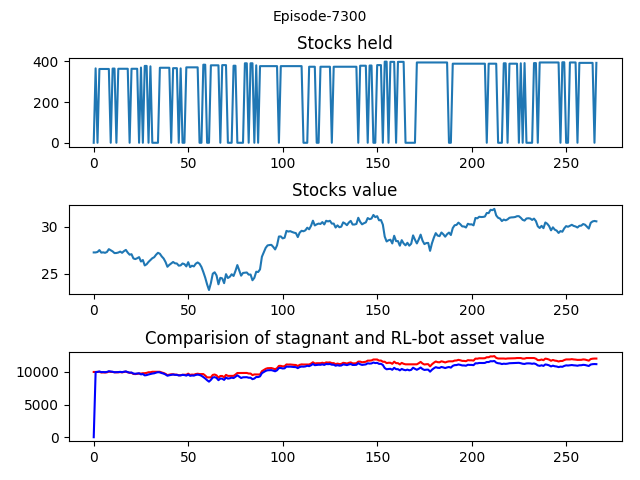 Episode-7300
Stocks held
400
200
0
0 50 100 150 200 250
Stocks value
30
25
0 50 100 150 200 250
Comparision of stagnant and RL-bot asset value
10000
5000
0
0 50 100 150 200 250